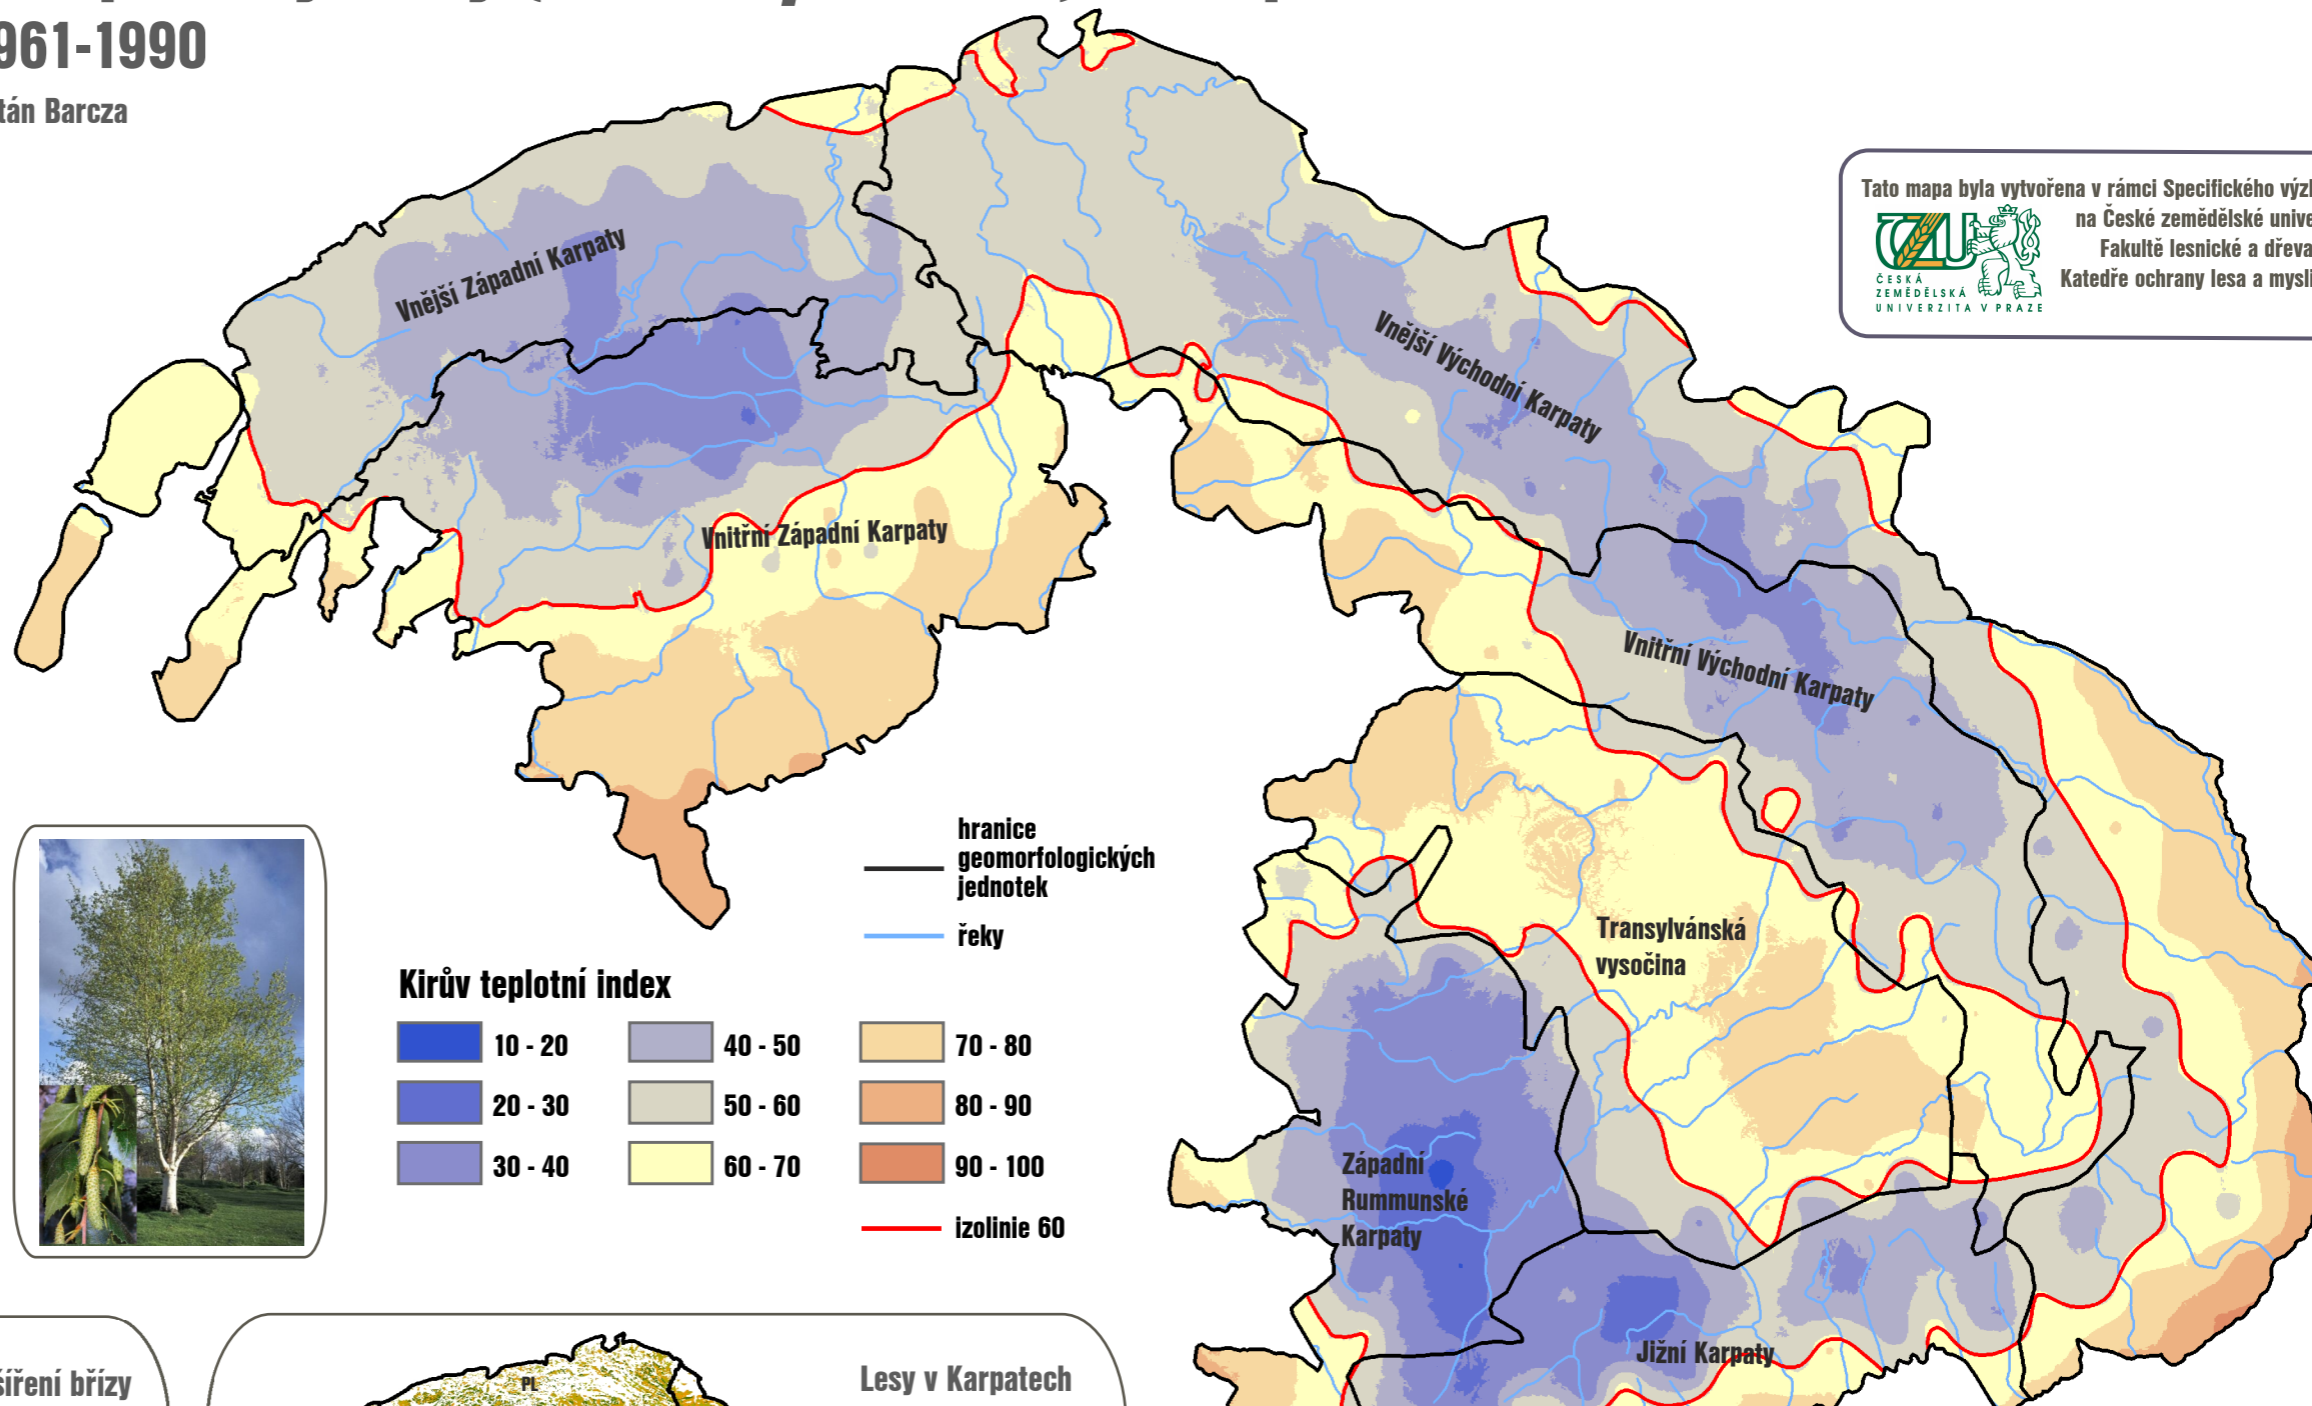 961-1990
tán Barcza
Tato mapa byla vytvořena v rámci Specifického výz
na České zemědělské unive
Fakultě lesnické a dřeva
Katedře ochrany lesa a mysli
ČZU
ČESKÁ
ZEMĚDĚLSKÁ
UNIVERZITA V PRAZE
Vnější Západní Karpaty
Vnější Východní Karpaty
Vnitřní Západní Karpaty
Vnitřní Východní Karpaty
Transylvánská
vysočina
Západní
Rummunské
Karpaty
Jižní Karpaty
hranice
geomorfologických
jednotek
řeky
Kirův teplotní index
10 - 20
20 - 30
30 - 40
40 - 50
50 - 60
60 - 70
70 - 80
80 - 90
90 - 100
izolinie 60
šíření břízy
PL
Lesy v Karpatech